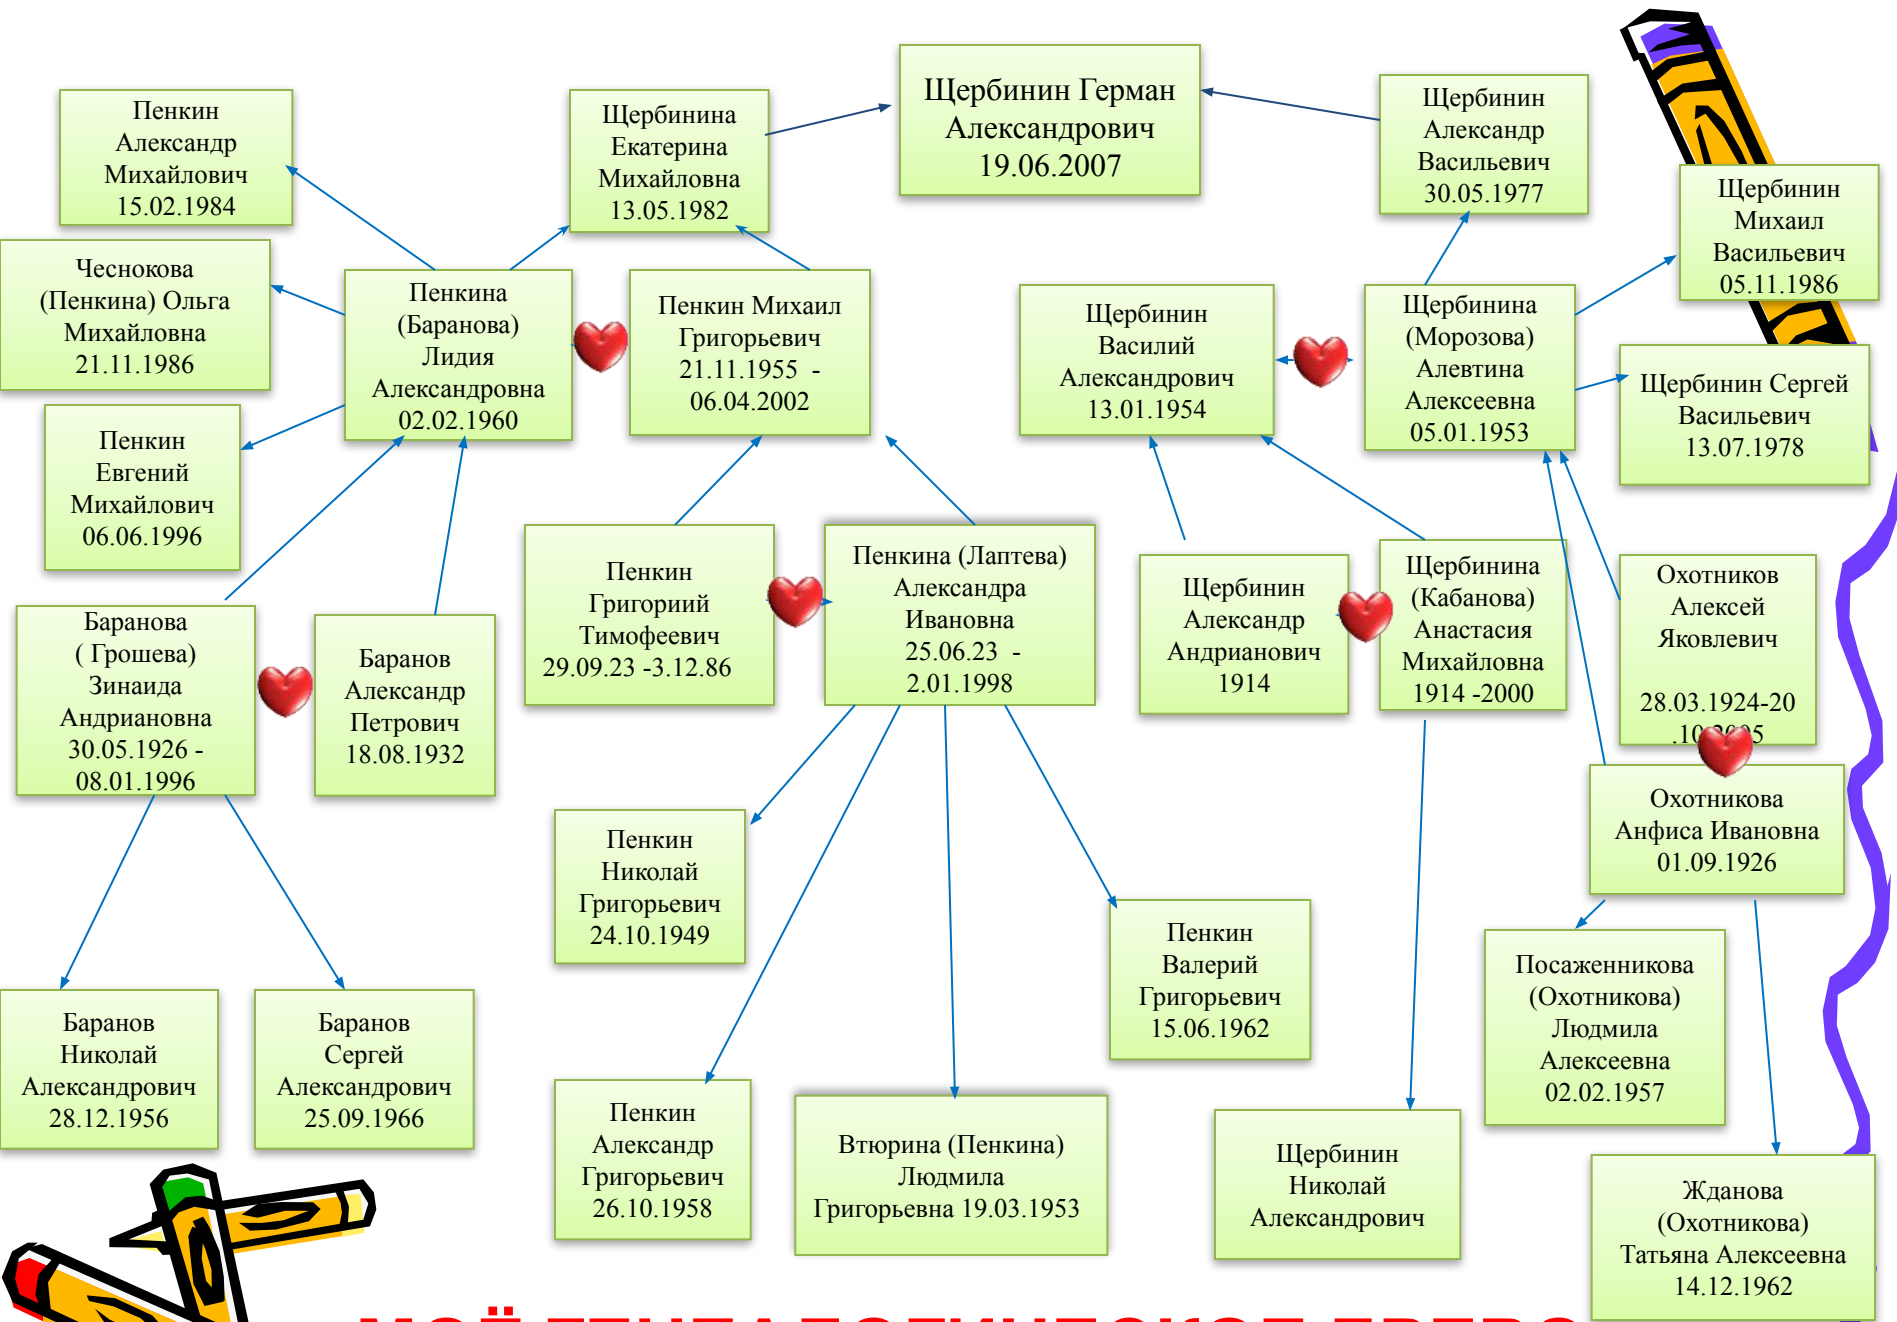 Щербинин Герман
Александрович
19.06.2007
Пенкин
Александр
Михайлович
15.02.1984
Щербинина
Екатерина
Михайловна
13.05.1982
Щербинин
Александр
Васильевич
30.05.1977
Щербинин
Михаил
Васильевич
05.11.1986
Чеснокова
(Пенкина) Ольга
Михайловна
21.11.1986
Пенкина
(Баранова)
Лидия
Александровна
02.02.1960
Пенкин Михаил
Григорьевич
21.11.1955 -
06.04.2002
Щербинин
Василий
Александрович
13.01.1954
Щербинина
(Морозова)
Алевтина
Алексеевна
05.01.1953
Щербинин Сергей
Васильевич
13.07.1978
Пенкин
Евгений
Михайлович
06.06.1996
Баранова
( Грошева)
Зинаида
Андриановна
30.05.1926 -
08.01.1996
Баранов
Александр
Петрович
18.08.1932
Пенкин
Григориий
Тимофеевич
29.09.23 -3.12.86
Пенкина (Лаптева)
Александра
Ивановна
25.06.23 -
2.01.1998
Щербинин
Александр
Андрианович
1914
Щербинина
(Кабанова)
Анастасия
Михайловна
1914 -2000
Охотников
Алексей
Яковлевич
28.03.1924-20
Охотникова
Анфиса Ивановна
01.09.1926
Пенкин
Николай
Григорьевич
24.10.1949
Пенкин
Валерий
Григорьевич
15.06.1962
Посаженникова
(Охотникова)
Людмила
Алексеевна
02.02.1957
Баранов
Николай
Александрович
28.12.1956
Баранов
Сергей
Александрович
25.09.1966
Пенкин
Александр
Григорьевич
26.10.1958
Втюрина (Пенкина)
Людмила
Григорьевна 19.03.1953
Щербинин
Николай
Александрович
Жданова
(Охотникова)
Татьяна Алексеевна
14.12.1962
МОЁ ГЕНЕАЛОГИЧЕСКОЕ ДРЕВО